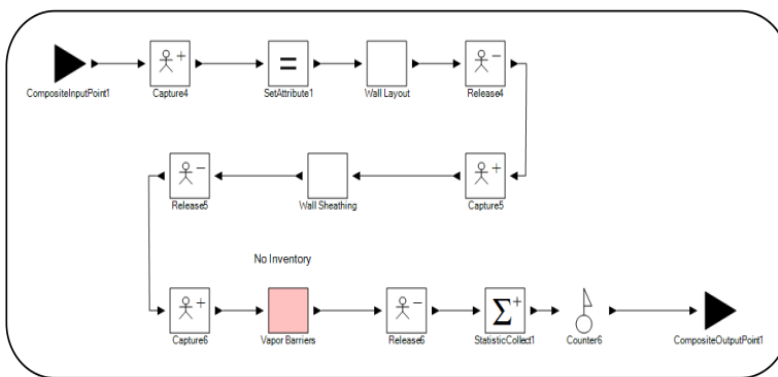 CompositeInputPoint1
Capture4
SetAttribute1
Wall Layout
Release4
Release5
Wall Sheathing
Capture5
No Inventory
Capture6
Vapor Barriers
Release6
StatisticCollect1
Counter6
CompositeOutputPoint1